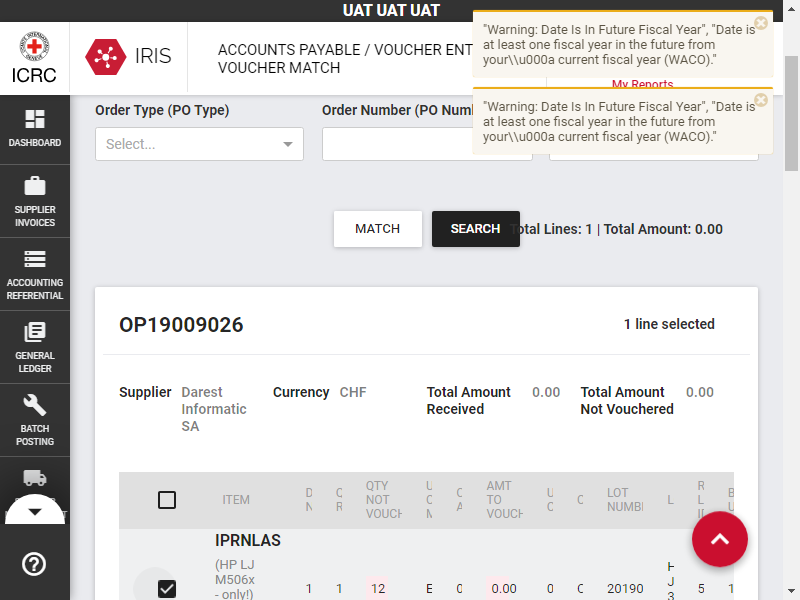 UAT UAT UAT
ICRC
IRIS
ACCOUNTS PAYABLE / VOUCHER ENT
VOUCHER MATCH
"Warning: Date Is In Future Fiscal Year", "Date is
at least one fiscal year in the future from
your\\u000a current fiscal year (WACO)."
My Reports
"Warning: Date Is In Future Fiscal Year", "Date is
at least one fiscal year in the future from
your\\u000a current fiscal year (WACO)."
DASHBOARD
SUPPLIER
INVOICES
ACCOUNTING
REFERENTIAL
GENERAL
LEDGER
BATCH
POSTING
Order Type (PO Type)
Order Number (PO Num
Select...
MATCH
SEARCH
Total Lines: 1 | Total Amount: 0.00
OP19009026
1 line selected
Supplier Darest
Informatic
SA
Currency CHF
Total Amount
Received
0.00
Total Amount
Not Vouchered
0.00
ITEM
D
N
C
R
QTY
NOT
VOUCH
U
C
M
C
A
AMT
TO
VOUCH
U
C
C
LOT
NUMBI
L
R
L
B
IPRNLAS
(HP LJ
M506x
- only!)
1 1 12 E 0 0.00 0 C 20190
H
J
3
5 1